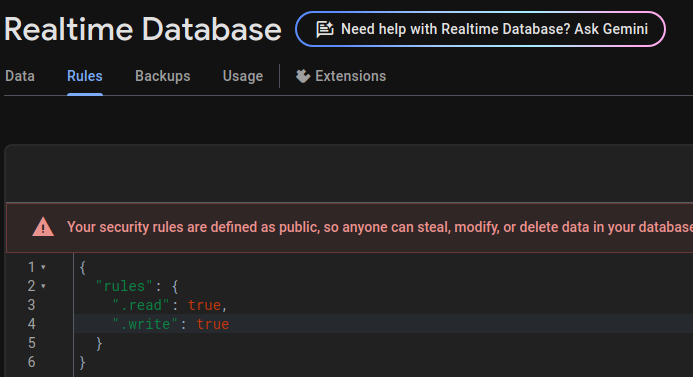 Realtime Database
Need help with Realtime Database? Ask Gemini
Data Rules Backups Usage Extensions
Your security rules are defined as public, so anyone can steal, modify, or delete data in your database
1 {
2 "rules": {
3 ".read": true,
4 ".write": true
5 }
6 }